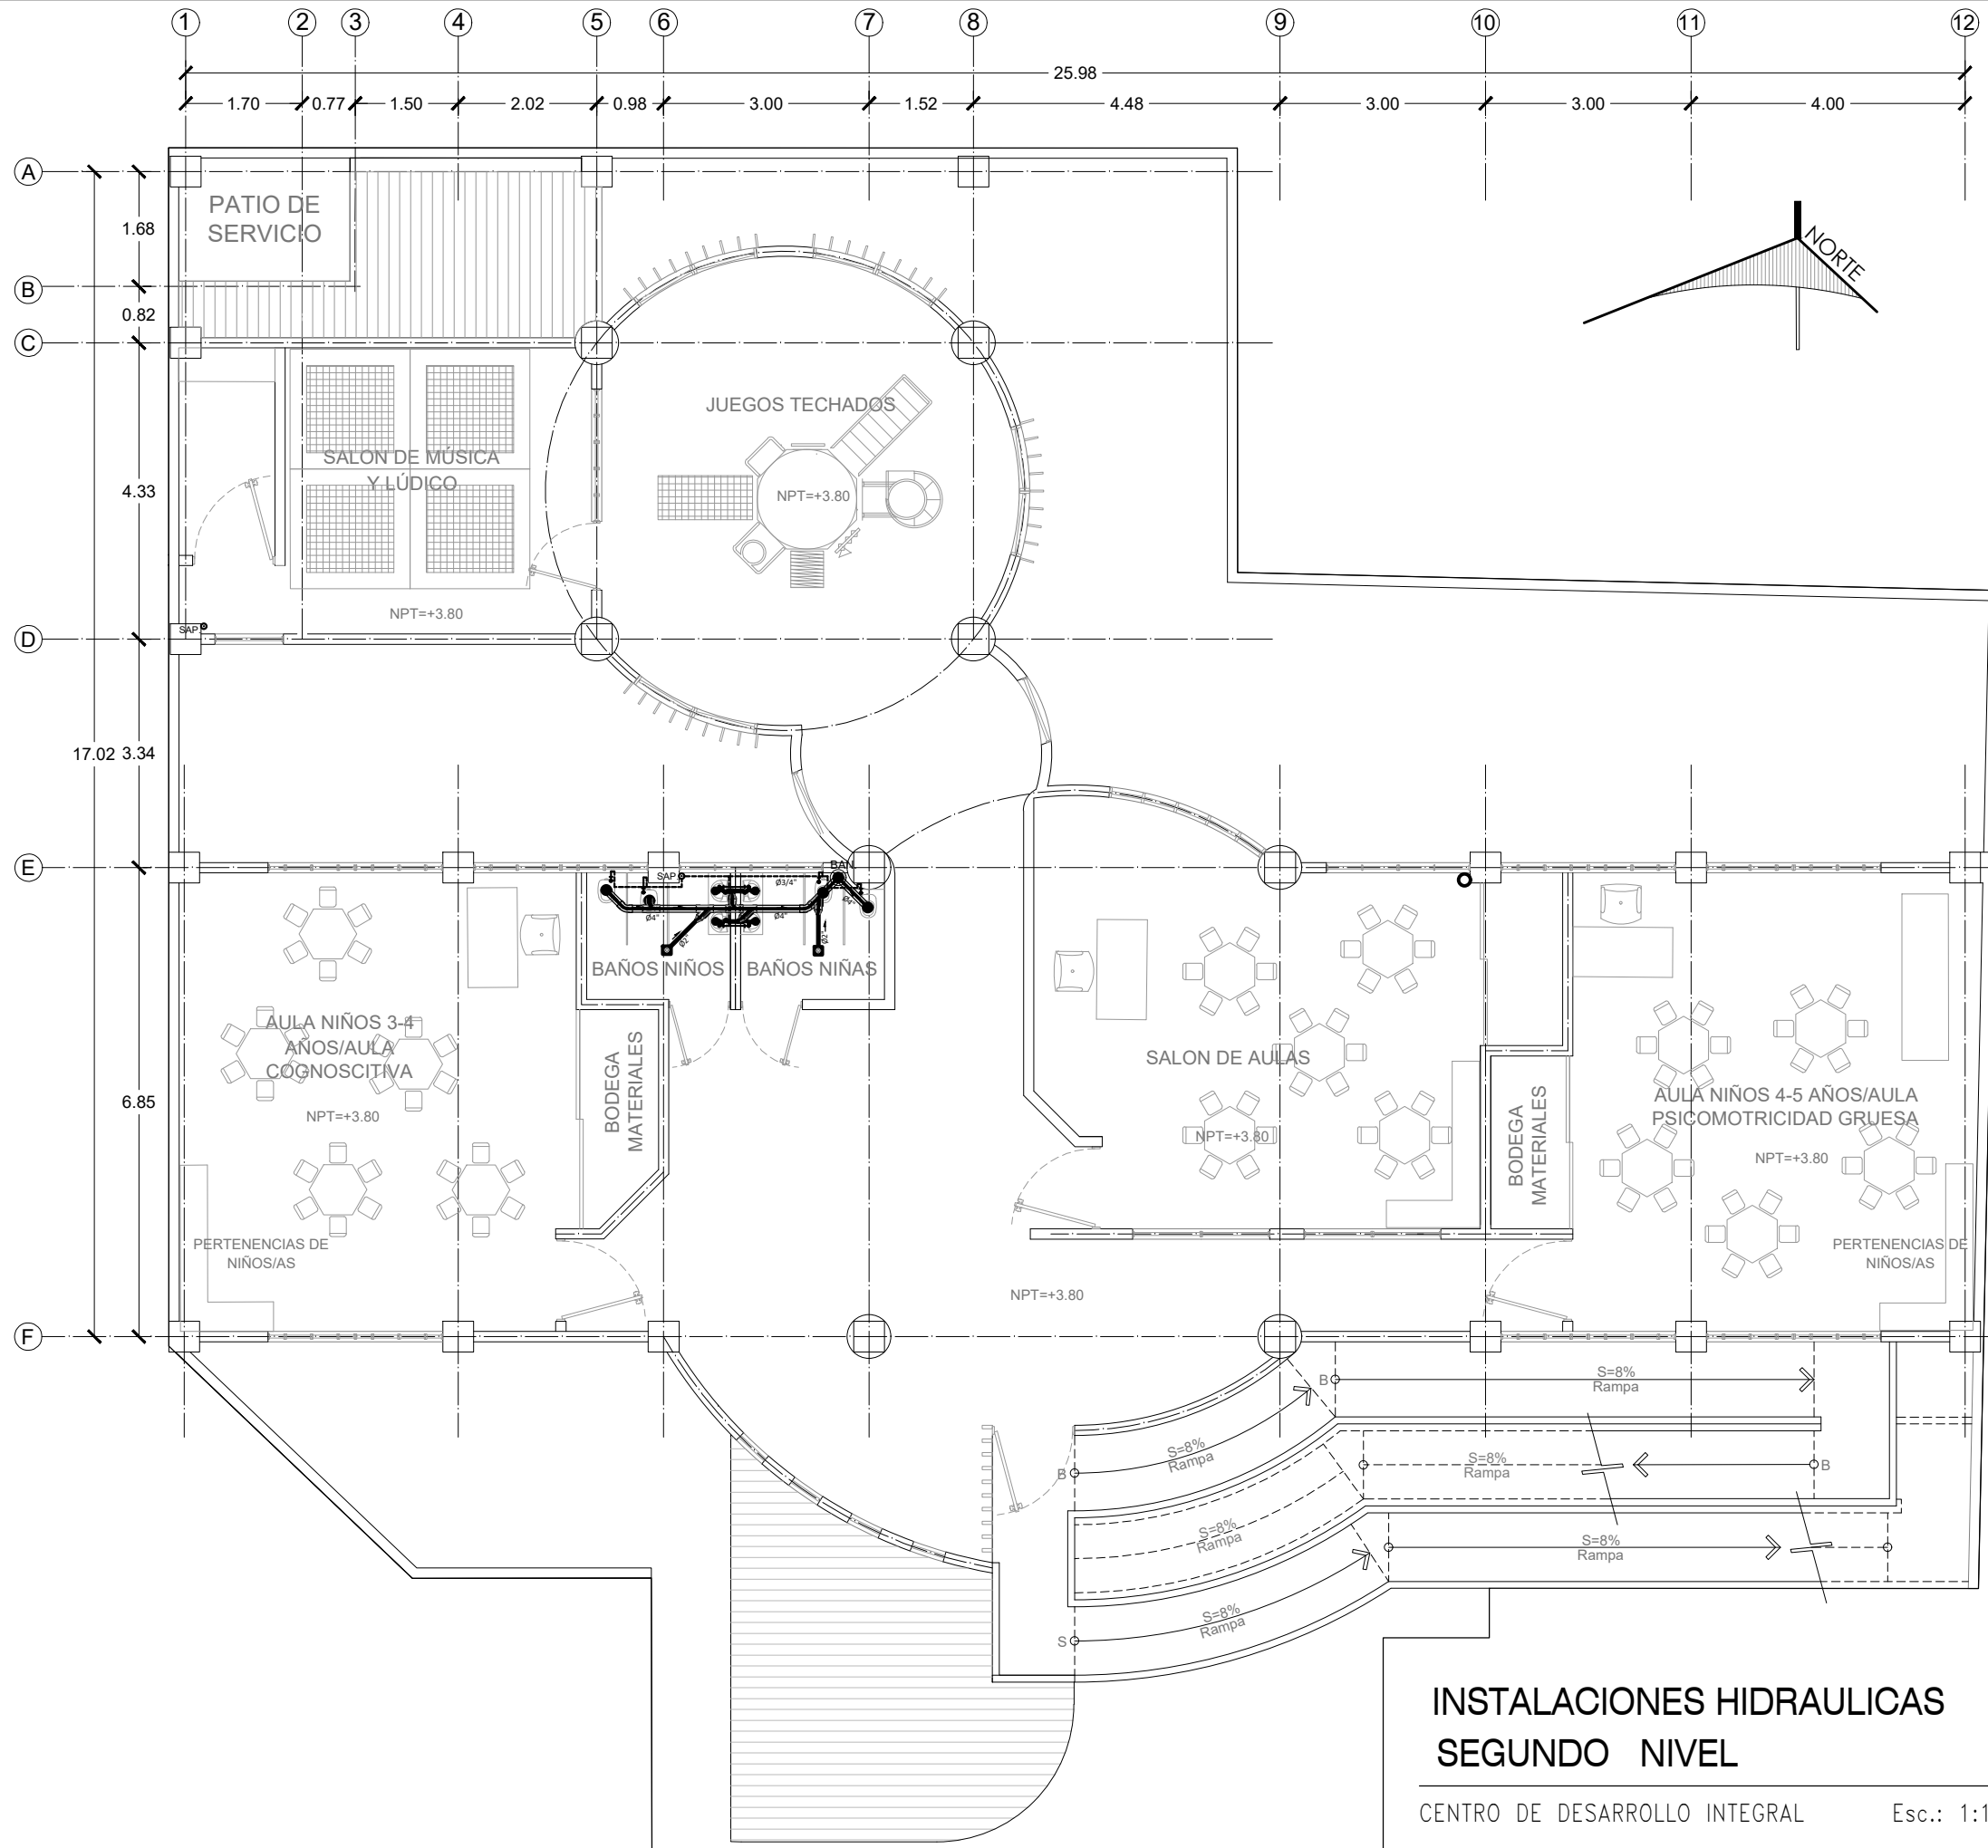 1 2 3 4 5 6 7 8 9 10 11 12
25.98
1.70 0.77 1.50 2.02 0.98 3.00 1.52 4.48 3.00 3.00 4.00
A
PATIO DE
SERVICIO
1.68
NORTE
B
0.82
C
JUEGOS TECHADOS
SALON DE MÚSICA
Y LÚDICO
4.33
NPT=+3.80
NPT=+3.80
SAP
D
17.02 3.34
E
BAN
SAP
Ø3/4"
Ø4"
Ø4"
Ø4"
Ø2"
Ø2"
BAÑOS NIÑOS
BAÑOS NIÑAS
AULA NIÑOS 3-4
AÑOS/AULA
COGNOSCITIVA
NPT=+3.80
BODEGA
MATERIALES
SALON DE AULAS
NPT=+3.80
6.85
BODEGA
MATERIALES
AULA NIÑOS 4-5 AÑOS/AULA
PSICOMOTRICIDAD GRUESA
NPT=+3.80
PERTENENCIAS DE
NIÑOS/AS
PERTENENCIAS DE
NIÑOS/AS
NPT=+3.80
F
B
S=8%
Rampa
S=8%
Rampa
B
S=8%
Rampa
B
S=8%
Rampa
S=8%
Rampa
S=8%
Rampa
S
INSTALACIONES HIDRAULICAS
SEGUNDO NIVEL
CENTRO DE DESARROLLO INTEGRAL Esc.: 1:1